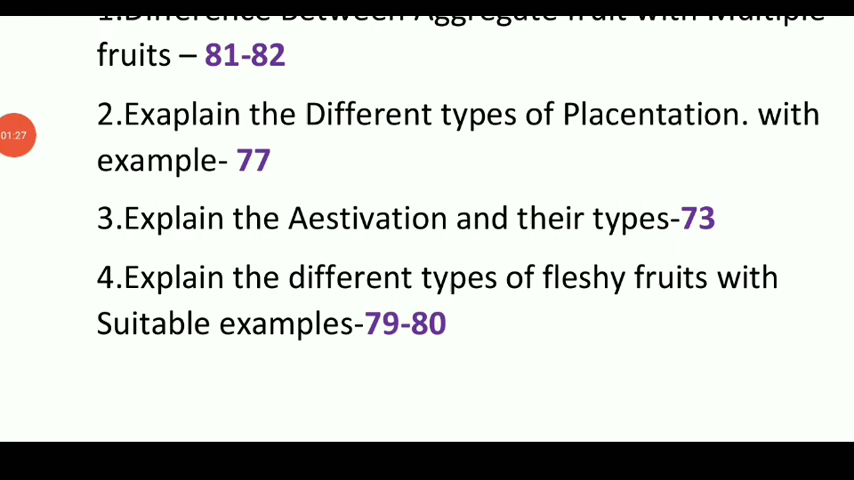 1.Difference Between Aggregate fruit with Multiple
fruits – 81-82
2.Exaplain the Different types of Placentation. with
example- 77
01:27
3.Explain the Aestivation and their types-73
4.Explain the different types of fleshy fruits with
Suitable examples-79-80